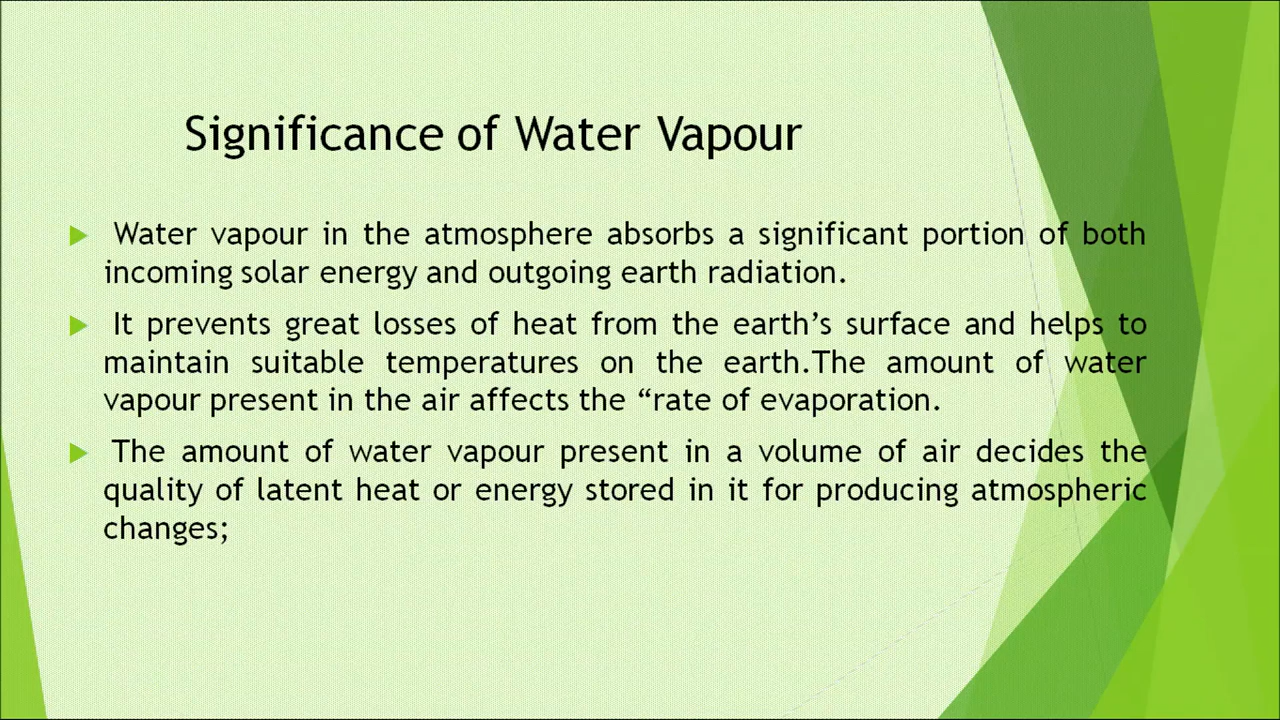 Significance of Water Vapour
Water vapour in the atmosphere absorbs a significant portion of both
incoming solar energy and outgoing earth radiation.
It prevents great losses of heat from the earth’s surface and helps to
maintain suitable temperatures on the earth.The amount of water
vapour present in the air affects the “rate of evaporation.
The amount of water vapour present in a volume of air decides the
quality of latent heat or energy stored in it for producing atmospheric
changes;